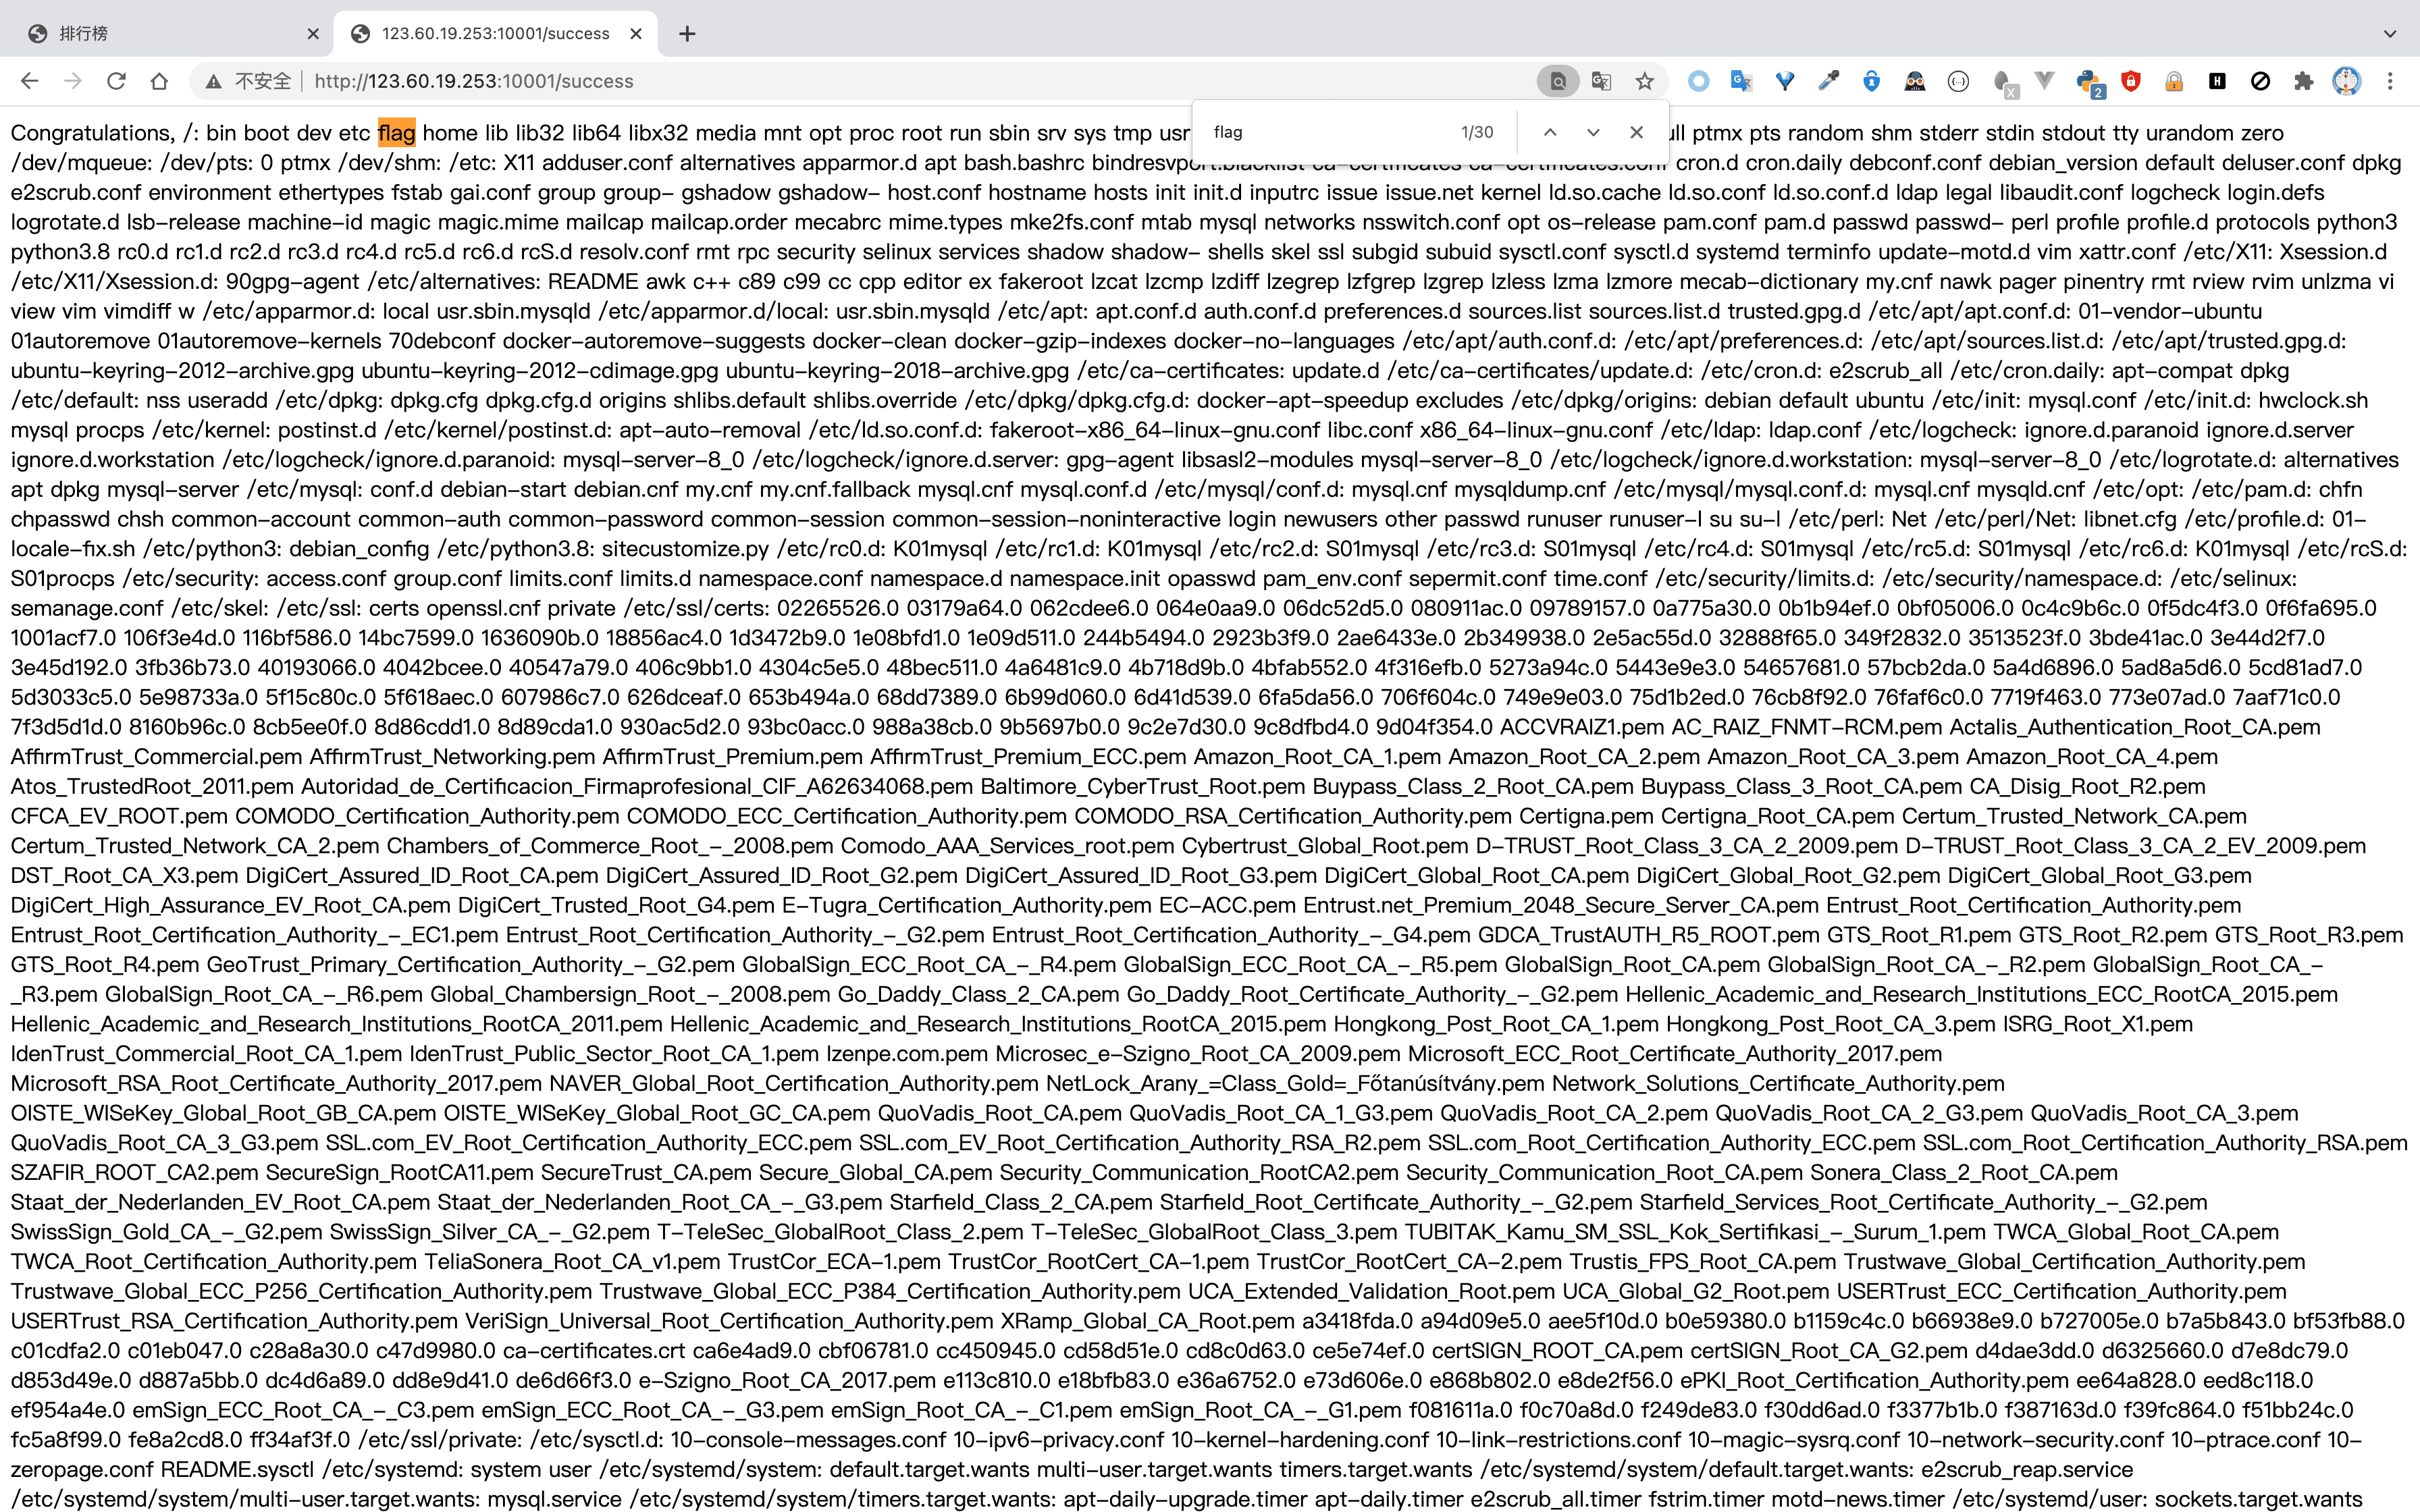 排行榜
123.60.19.253:10001/success
不安全 | http://123.60.19.253:10001/success
flag 1/30
Congratulations, /: bin boot dev etc flag home lib lib32 lib64 libx32 media mnt opt proc root run sbin srv sys tmp usr ptmx pts random shm stderr stdin stdout tty urandom zero
/dev/mqueue: /dev/pts: 0 ptmx /dev/shm: /etc: X11 adduser.conf alternatives apparmor.d apt bash.bashrc bindresvport.blacklist ca-certificates cron.d cron.daily debconf.conf debian_version default deluser.conf dpkg
e2scrub.conf environment ethertypes fstab gai.conf group group- gshadow gshadow- host.conf hostname hosts init init.d inputrc issue issue.net kernel ld.so.cache ld.so.conf ld.so.conf.d ldap legal libaudit.conf logcheck login.defs
logrotate.d lsb-release machine-id magic magic.mime mailcap mailcap.order mecabrc mime.types mke2fs.conf mtab mysql networks nsswitch.conf opt os-release pam.conf pam.d passwd passwd- perl profile profile.d protocols python3
python3.8 rc0.d rc1.d rc2.d rc3.d rc4.d rc5.d rc6.d rcS.d resolv.conf rmt rpc security selinux services shadow shadow- shells skel ssl subgid subuid sysctl.conf sysctl.d systemd terminfo update-motd.d vim xattr.conf /etc/X11: Xsession.d
/etc/X11/Xsession.d: 90gpg-agent /etc/alternatives: README awk c++ c89 c99 cc cpp editor ex fakeroot lzcat lzcmp lzdiff lzegrep lzfgrep lzgrep lzless lzma lzmore mecab-dictionary my.cnf nawk pager pinentry rmt rview rvim unlzma vi
view vim vimdiff w /etc/apparmor.d: local usr.sbin.mysqld /etc/apparmor.d/local: usr.sbin.mysqld /etc/apt: apt.conf.d auth.conf.d preferences.d sources.list sources.list.d trusted.gpg.d /etc/apt/apt.conf.d: 01-vendor-ubuntu
01autoremove 01autoremove-kernels 70debconf docker-autoremove-suggests docker-clean docker-gzip-indexes docker-no-languages /etc/apt/auth.conf.d: /etc/apt/preferences.d: /etc/apt/sources.list.d: /etc/apt/trusted.gpg.d:
ubuntu-keyring-2012-archive.gpg ubuntu-keyring-2012-cdimage.gpg ubuntu-keyring-2018-archive.gpg /etc/ca-certificates: update.d /etc/ca-certificates/update.d: /etc/cron.d: e2scrub_all /etc/cron.daily: apt-compat dpkg
/etc/default: nss useradd /etc/dpkg: dpkg.cfg dpkg.cfg.d origins shlibs.default shlibs.override /etc/dpkg/dpkg.cfg.d: docker-apt-speedup excludes /etc/dpkg/origins: debian default ubuntu /etc/init: mysql.conf /etc/init.d: hwclock.sh
mysql procps /etc/kernel: postinst.d /etc/kernel/postinst.d: apt-auto-removal /etc/ld.so.conf.d: fakeroot-x86_64-linux-gnu.conf libc.conf x86_64-linux-gnu.conf /etc/ldap: ldap.conf /etc/logcheck: ignore.d.paranoid ignore.d.server
ignore.d.workstation /etc/logcheck/ignore.d.paranoid: mysql-server-8_0 /etc/logcheck/ignore.d.server: gpg-agent libsasl2-modules mysql-server-8_0 /etc/logcheck/ignore.d.workstation: mysql-server-8_0 /etc/logrotate.d: alternatives
apt dpkg mysql-server /etc/mysql: conf.d debian-start debian.cnf my.cnf my.cnf.fallback mysql.cnf mysql.conf.d /etc/mysql/conf.d: mysql.cnf mysqldump.cnf /etc/mysql/mysql.conf.d: mysql.cnf mysqld.cnf /etc/opt: /etc/pam.d: chfn
chpasswd chsh common-account common-auth common-password common-session common-session-noninteractive login newusers other passwd runuser runuser-l su su-l /etc/perl: Net /etc/perl/Net: libnet.cfg /etc/profile.d: 01-
locale-fix.sh /etc/python3: debian_config /etc/python3.8: sitecustomize.py /etc/rc0.d: K01mysql /etc/rc1.d: K01mysql /etc/rc2.d: S01mysql /etc/rc3.d: S01mysql /etc/rc4.d: S01mysql /etc/rc5.d: S01mysql /etc/rc6.d: K01mysql /etc/rcS.d:
S01procps /etc/security: access.conf group.conf limits.conf limits.d namespace.conf namespace.d namespace.init opasswd pam_env.conf sepermit.conf time.conf /etc/security/limits.d: /etc/security/namespace.d: /etc/selinux:
semanage.conf /etc/skel: /etc/ssl: certs openssl.cnf private /etc/ssl/certs: 02265526.0 03179a64.0 062cdee6.0 064e0aa9.0 06dc52d5.0 080911ac.0 09789157.0 0a775a30.0 0b1b94ef.0 0bf05006.0 0c4c9b6c.0 0f5dc4f3.0 0f6fa695.0
1001acf7.0 106f3e4d.0 116bf586.0 14bc7599.0 1636090b.0 18856ac4.0 1d3472b9.0 1e08bfd1.0 1e09d511.0 244b5494.0 2923b3f9.0 2ae6433e.0 2b349938.0 2e5ac55d.0 32888f65.0 349f2832.0 3513523f.0 3bde41ac.0 3e44d2f7.0
3e45d192.0 3fb36b73.0 40193066.0 4042bcee.0 40547a79.0 406c9bb1.0 4304c5e5.0 48bec511.0 4a6481c9.0 4b718d9b.0 4bfab552.0 4f316efb.0 5273a94c.0 5443e9e3.0 54657681.0 57bcb2da.0 5a4d6896.0 5ad8a5d6.0 5cd81ad7.0
5d3033c5.0 5e98733a.0 5f15c80c.0 5f618aec.0 607986c7.0 626dceaf.0 653b494a.0 68dd7389.0 6b99d060.0 6d41d539.0 6fa5da56.0 706f604c.0 749e9e03.0 75d1b2ed.0 76cb8f92.0 76faf6c0.0 7719f463.0 773e07ad.0 7aaf71c0.0
7f3d5d1d.0 8160b96c.0 8cb5ee0f.0 8d86cdd1.0 8d89cda1.0 930ac5d2.0 93bc0acc.0 988a38cb.0 9b5697b0.0 9c2e7d30.0 9c8dfbd4.0 9d04f354.0 ACCVRAIZ1.pem AC_RAIZ_FNMT-RCM.pem Actalis_Authentication_Root_CA.pem
AffirmTrust_Commercial.pem AffirmTrust_Networking.pem AffirmTrust_Premium.pem AffirmTrust_Premium_ECC.pem Amazon_Root_CA_1.pem Amazon_Root_CA_2.pem Amazon_Root_CA_3.pem Amazon_Root_CA_4.pem
Atos_TrustedRoot_2011.pem Autoridad_de_Certificacion_Firmaprofesional_CIF_A62634068.pem Baltimore_CyberTrust_Root.pem Buypass_Class_2_Root_CA.pem Buypass_Class_3_Root_CA.pem CA_Disig_Root_R2.pem
CFCA_EV_ROOT.pem COMODO_Certification_Authority.pem COMODO_ECC_Certification_Authority.pem COMODO_RSA_Certification_Authority.pem Certigna.pem Certigna_Root_CA.pem Certum_Trusted_Network_CA.pem
Certum_Trusted_Network_CA_2.pem Chambers_of_Commerce_Root_-_2008.pem Comodo_AAA_Services_root.pem Cybertrust_Global_Root.pem D-TRUST_Root_Class_3_CA_2_2009.pem D-TRUST_Root_Class_3_CA_2_EV_2009.pem
DST_Root_CA_X3.pem DigiCert_Assured_ID_Root_CA.pem DigiCert_Assured_ID_Root_G2.pem DigiCert_Assured_ID_Root_G3.pem DigiCert_Global_Root_CA.pem DigiCert_Global_Root_G2.pem DigiCert_Global_Root_G3.pem
DigiCert_High_Assurance_EV_Root_CA.pem DigiCert_Trusted_Root_G4.pem E-Tugra_Certification_Authority.pem EC-ACC.pem Entrust.net_Premium_2048_Secure_Server_CA.pem Entrust_Root_Certification_Authority.pem
Entrust_Root_Certification_Authority_-_EC1.pem Entrust_Root_Certification_Authority_-_G2.pem Entrust_Root_Certification_Authority_-_G4.pem GDCA_TrustAUTH_R5_ROOT.pem GTS_Root_R1.pem GTS_Root_R2.pem GTS_Root_R3.pem
GTS_Root_R4.pem GeoTrust_Primary_Certification_Authority_-_G2.pem GlobalSign_ECC_Root_CA_-_R4.pem GlobalSign_ECC_Root_CA_-_R5.pem GlobalSign_Root_CA.pem GlobalSign_Root_CA_-_R2.pem GlobalSign_Root_CA_-
_R3.pem GlobalSign_Root_CA_-_R6.pem Global_Chambersign_Root_-_2008.pem Go_Daddy_Class_2_CA.pem Go_Daddy_Root_Certificate_Authority_-_G2.pem Hellenic_Academic_and_Research_Institutions_ECC_RootCA_2015.pem
Hellenic_Academic_and_Research_Institutions_RootCA_2011.pem Hellenic_Academic_and_Research_Institutions_RootCA_2015.pem Hongkong_Post_Root_CA_1.pem Hongkong_Post_Root_CA_3.pem ISRG_Root_X1.pem
IdenTrust_Commercial_Root_CA_1.pem IdenTrust_Public_Sector_Root_CA_1.pem Izenpe.com.pem Microsec_e-Szigno_Root_CA_2009.pem Microsoft_ECC_Root_Certificate_Authority_2017.pem
Microsoft_RSA_Root_Certificate_Authority_2017.pem NAVER_Global_Root_Certification_Authority.pem NetLock_Arany_=Class_Gold=_Főtanúsítvány.pem Network_Solutions_Certificate_Authority.pem
OISTE_WISeKey_Global_Root_GB_CA.pem OISTE_WISeKey_Global_Root_GC_CA.pem QuoVadis_Root_CA.pem QuoVadis_Root_CA_1_G3.pem QuoVadis_Root_CA_2.pem QuoVadis_Root_CA_2_G3.pem QuoVadis_Root_CA_3.pem
QuoVadis_Root_CA_3_G3.pem SSL.com_EV_Root_Certification_Authority_ECC.pem SSL.com_EV_Root_Certification_Authority_RSA_R2.pem SSL.com_Root_Certification_Authority_ECC.pem SSL.com_Root_Certification_Authority_RSA.pem
SZAFIR_ROOT_CA2.pem SecureSign_RootCA11.pem SecureTrust_CA.pem Secure_Global_CA.pem Security_Communication_RootCA2.pem Security_Communication_Root_CA.pem Sonera_Class_2_Root_CA.pem
Staat_der_Nederlanden_EV_Root_CA.pem Staat_der_Nederlanden_Root_CA_-_G3.pem Starfield_Class_2_CA.pem Starfield_Root_Certificate_Authority_-_G2.pem Starfield_Services_Root_Certificate_Authority_-_G2.pem
SwissSign_Gold_CA_-_G2.pem SwissSign_Silver_CA_-_G2.pem T-TeleSec_GlobalRoot_Class_2.pem T-TeleSec_GlobalRoot_Class_3.pem TUBITAK_Kamu_SM_SSL_Kok_Sertifikasi_-_Surum_1.pem TWCA_Global_Root_CA.pem
TWCA_Root_Certification_Authority.pem TeliaSonera_Root_CA_v1.pem TrustCor_ECA-1.pem TrustCor_RootCert_CA-1.pem TrustCor_RootCert_CA-2.pem Trustis_FPS_Root_CA.pem Trustwave_Global_Certification_Authority.pem
Trustwave_Global_ECC_P256_Certification_Authority.pem Trustwave_Global_ECC_P384_Certification_Authority.pem UCA_Extended_Validation_Root.pem UCA_Global_G2_Root.pem USERTrust_ECC_Certification_Authority.pem
USERTrust_RSA_Certification_Authority.pem VeriSign_Universal_Root_Certification_Authority.pem XRamp_Global_CA_Root.pem a3418fda.0 a94d09e5.0 aee5f10d.0 b0e59380.0 b1159c4c.0 b66938e9.0 b727005e.0 b7a5b843.0 bf53fb88.0
c01cdfa2.0 c01eb047.0 c28a8a30.0 c47d9980.0 ca-certificates.crt ca6e4ad9.0 cbf06781.0 cc450945.0 cd58d51e.0 cd8c0d63.0 ce5e74ef.0 certSIGN_ROOT_CA.pem certSIGN_Root_CA_G2.pem d4dae3dd.0 d6325660.0 d7e8dc79.0
d853d49e.0 d887a5bb.0 dc4d6a89.0 dd8e9d41.0 de6d66f3.0 e-Szigno_Root_CA_2017.pem e113c810.0 e18bfb83.0 e36a6752.0 e73d606e.0 e868b802.0 e8de2f56.0 ePKI_Root_Certification_Authority.pem ee64a828.0 eed8c118.0
ef954a4e.0 emSign_ECC_Root_CA_-_C3.pem emSign_ECC_Root_CA_-_G3.pem emSign_Root_CA_-_C1.pem emSign_Root_CA_-_G1.pem f081611a.0 f0c70a8d.0 f249de83.0 f30dd6ad.0 f3377b1b.0 f387163d.0 f39fc864.0 f51bb24c.0
fc5a8f99.0 fe8a2cd8.0 ff34af3f.0 /etc/ssl/private: /etc/sysctl.d: 10-console-messages.conf 10-ipv6-privacy.conf 10-kernel-hardening.conf 10-link-restrictions.conf 10-magic-sysrq.conf 10-network-security.conf 10-ptrace.conf 10-
zeropage.conf README.sysctl /etc/systemd: system user /etc/systemd/system: default.target.wants multi-user.target.wants timers.target.wants /etc/systemd/system/default.target.wants: e2scrub_reap.service
/etc/systemd/system/multi-user.target.wants: mysql.service /etc/systemd/system/timers.target.wants: apt-daily-upgrade.timer apt-daily.timer e2scrub_all.timer fstrim.timer motd-news.timer /etc/systemd/user: sockets.target.wants